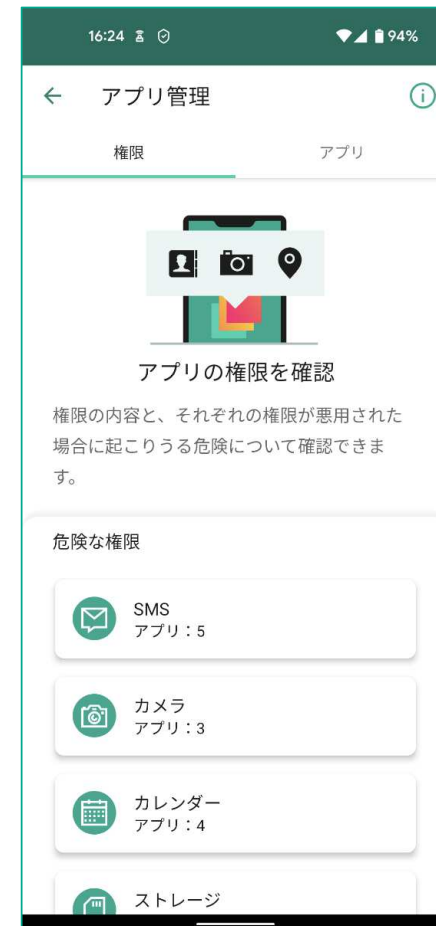 16:24 94%
アプリ管理
権限 アプリ
アプリの権限を確認
権限の内容と、それぞれの権限が悪用された
場合に起こりうる危険について確認できま
す。
危険な権限
SMS
アプリ：5
カメラ
アプリ：3
カレンダー
アプリ：4
ストレージ